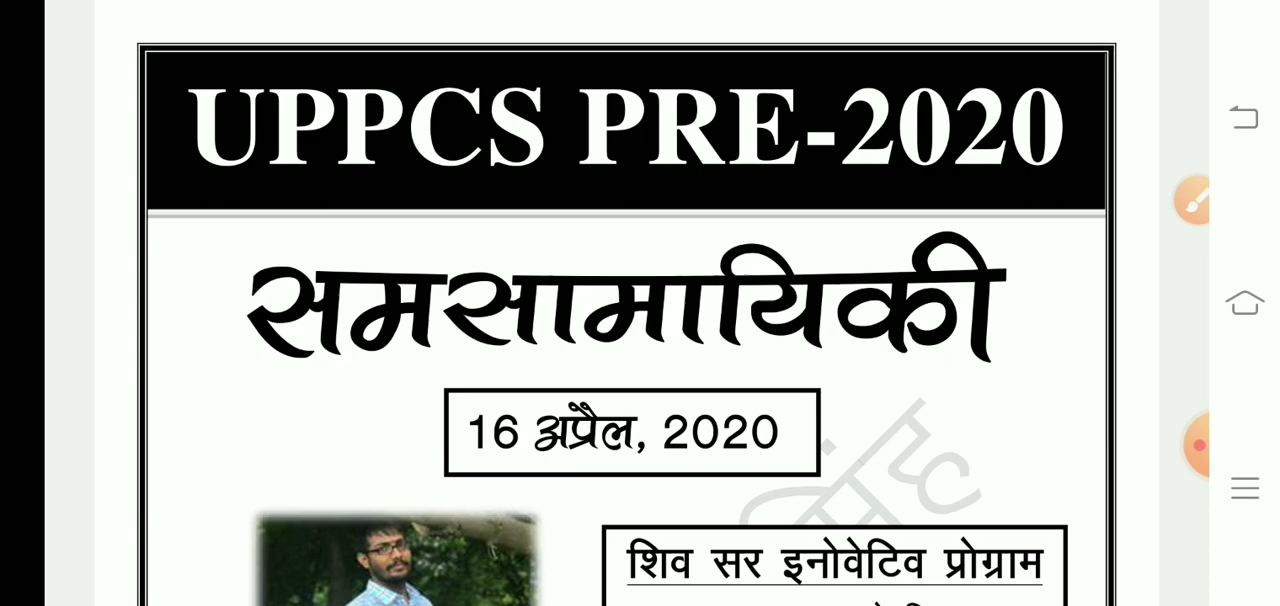 UPPCS PRE-2020
समसामायिकी
16 अप्रैल, 2020
सिंह
शिव सर इनोवेटिव प्रोग्राम